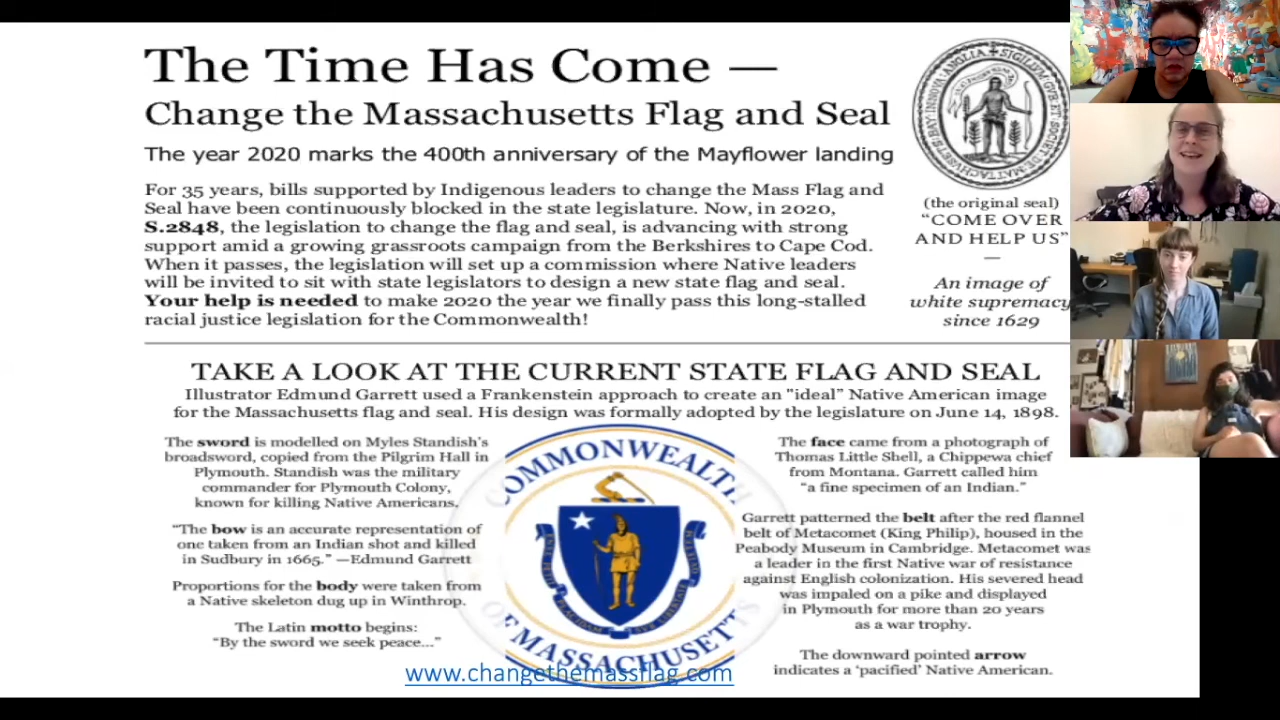 The Time Has Come —
Change the Massachusetts Flag and Seal
The year 2020 marks the 400th anniversary of the Mayflower landing
For 35 years, bills supported by Indigenous leaders to change the Mass Flag and
Seal have been continuously blocked in the state legislature. Now, in 2020,
S.2848, the legislation to change the flag and seal, is advancing with strong
support amid a growing grassroots campaign from the Berkshires to Cape Cod.
When it passes, the legislation will set up a commission where Native leaders
will be invited to sit with state legislators to design a new state flag and seal.
Your help is needed to make 2020 the year we finally pass this long-stalled
racial justice legislation for the Commonwealth!
(the original seal)
“COME OVER
AND HELP US”
—
An image of
white supremacy
since 1629
TAKE A LOOK AT THE CURRENT STATE FLAG AND SEAL
Illustrator Edmund Garrett used a Frankenstein approach to create an "ideal" Native American image
for the Massachusetts flag and seal. His design was formally adopted by the legislature on June 14, 1898.
The sword is modelled on Myles Standish's
broadsword, copied from the Pilgrim Hall in
Plymouth. Standish was the military
commander for Plymouth Colony,
known for killing Native Americans.
“The bow is an accurate representation of
one taken from an Indian shot and killed
in Sudbury in 1665.” —Edmund Garrett
Proportions for the body were taken from
a Native skeleton dug up in Winthrop.
The Latin motto begins:
“By the sword we seek peace...”
COMMONWEALTH
OF MASSACHUSETTS
The face came from a photograph of
Thomas Little Shell, a Chippewa chief
from Montana. Garrett called him
“a fine specimen of an Indian.”
Garrett patterned the belt after the red flannel
belt of Metacomet (King Philip), housed in the
Peabody Museum in Cambridge. Metacomet was
a leader in the first Native war of resistance
against English colonization. His severed head
was impaled on a pike and displayed
in Plymouth for more than 20 years
as a war trophy.
The downward pointed arrow
indicates a ‘pacified’ Native American.
www.changethemassflag.com